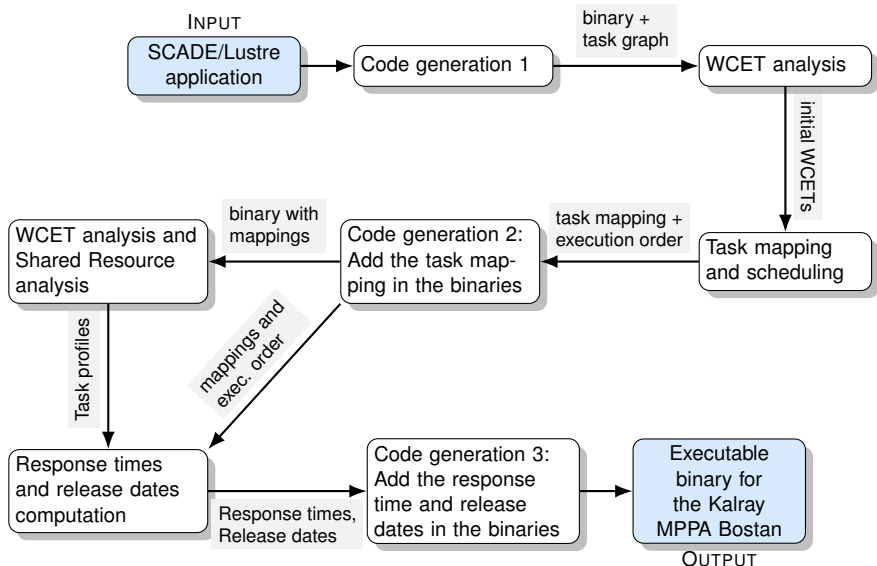 INPUT
SCADE/Lustre
application
Code generation 1
binary +
task graph
WCET analysis
initial WCETs
Task mapping
and scheduling
task mapping +
execution order
Code generation 2:
Add the task map-
ping in the binaries
binary with
mappings
WCET analysis and
Shared Resource
analysis
Task profiles
mappings and
exec. order
Response times
and release dates
computation
Response times,
Release dates
Code generation 3:
Add the response
time and release
dates in the binaries
Executable
binary for
the Kalray
MPPA Bostan
OUTPUT